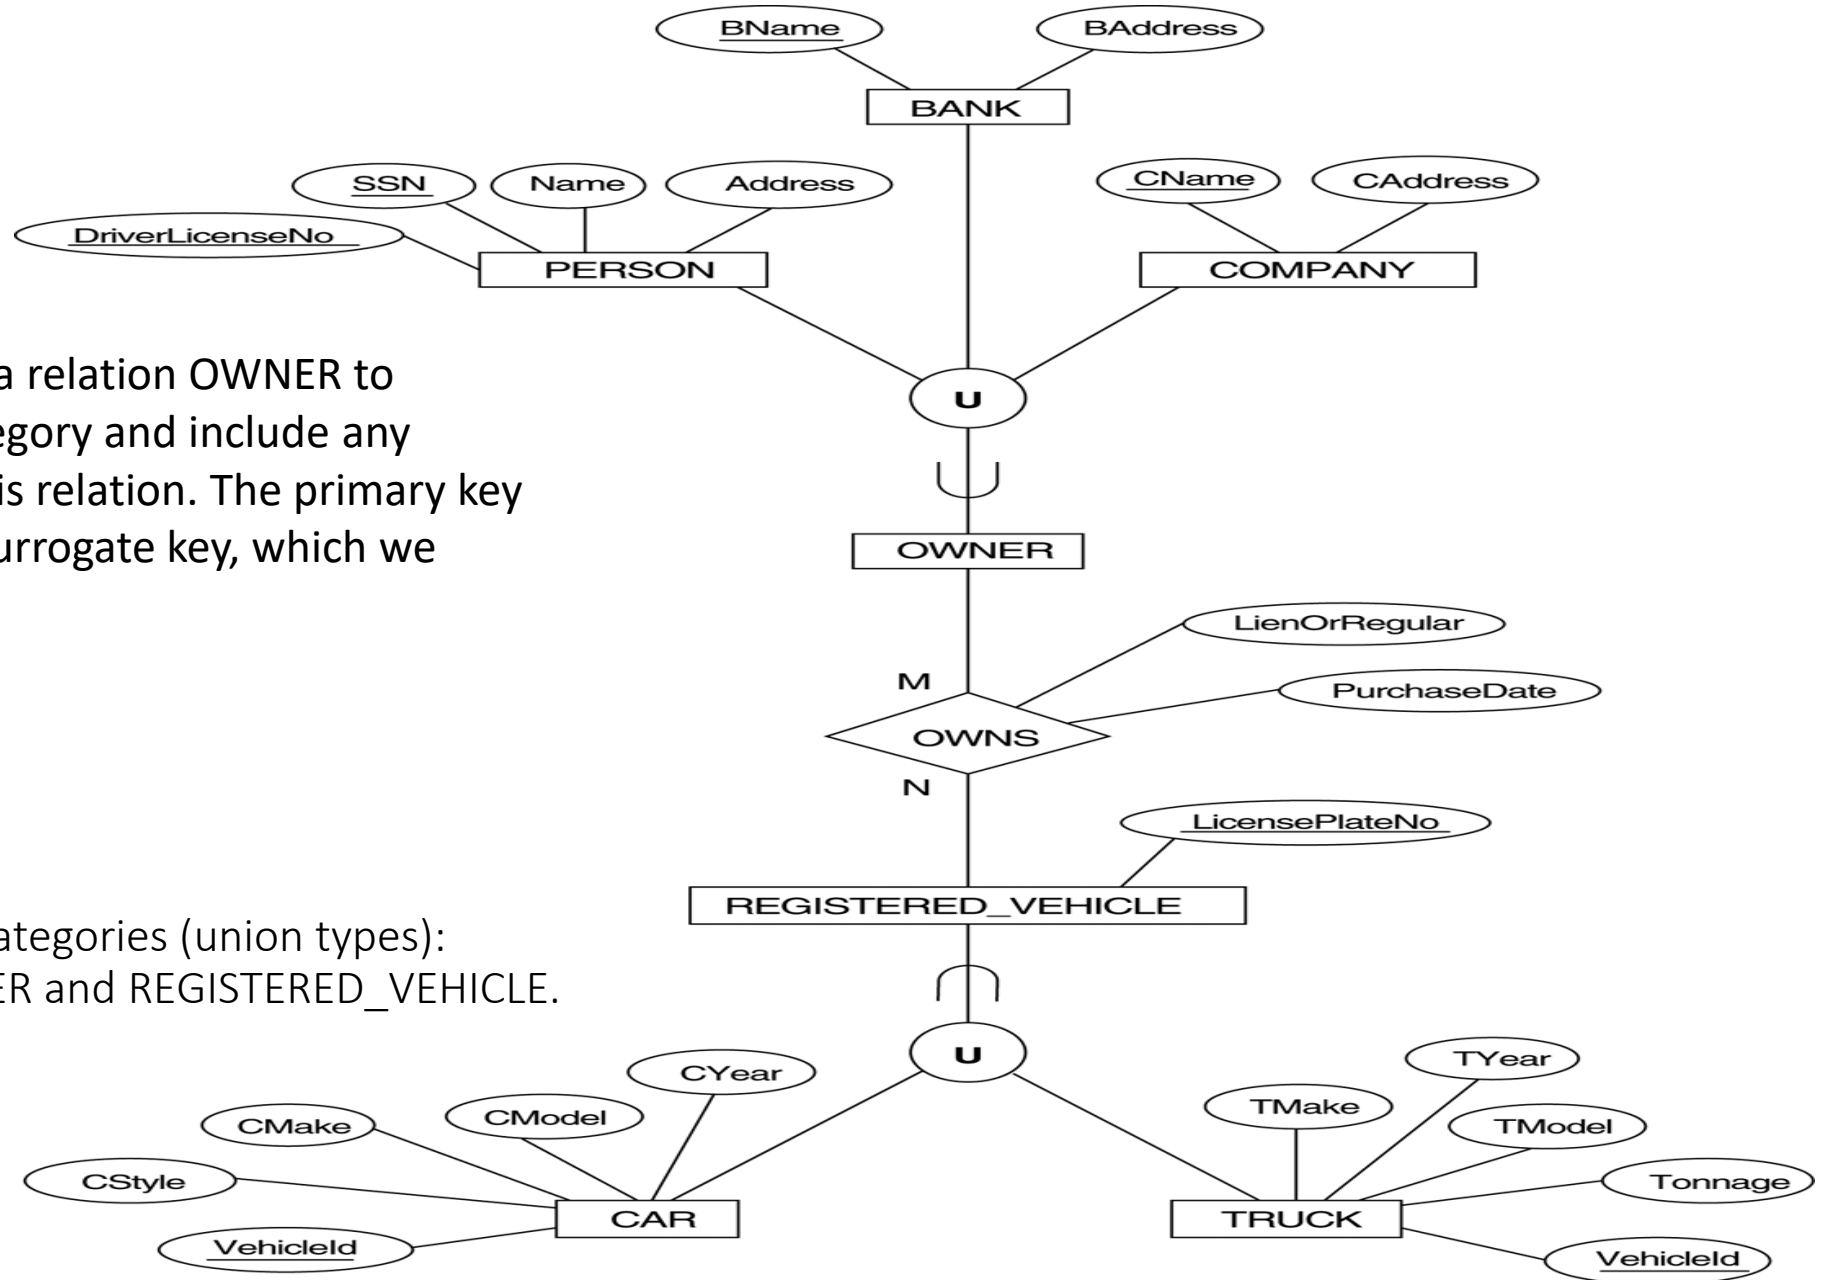 BName
BAddress
BANK
SSN
Name
Address
CName
CAddress
DriverLicenseNo
PERSON
COMPANY
a relation OWNER to
egory and include any
is relation. The primary key
urrogate key, which we
U
OWNER
LienOrRegular
PurchaseDate
M
OWNS
N
LicensePlateNo
REGISTERED_VEHICLE
ategories (union types):
ER and REGISTERED_VEHICLE.
U
CYear
TYear
CMake
CModel
TMake
TModel
CStyle
Tonnage
CAR
TRUCK
VehicleId
VehicleId